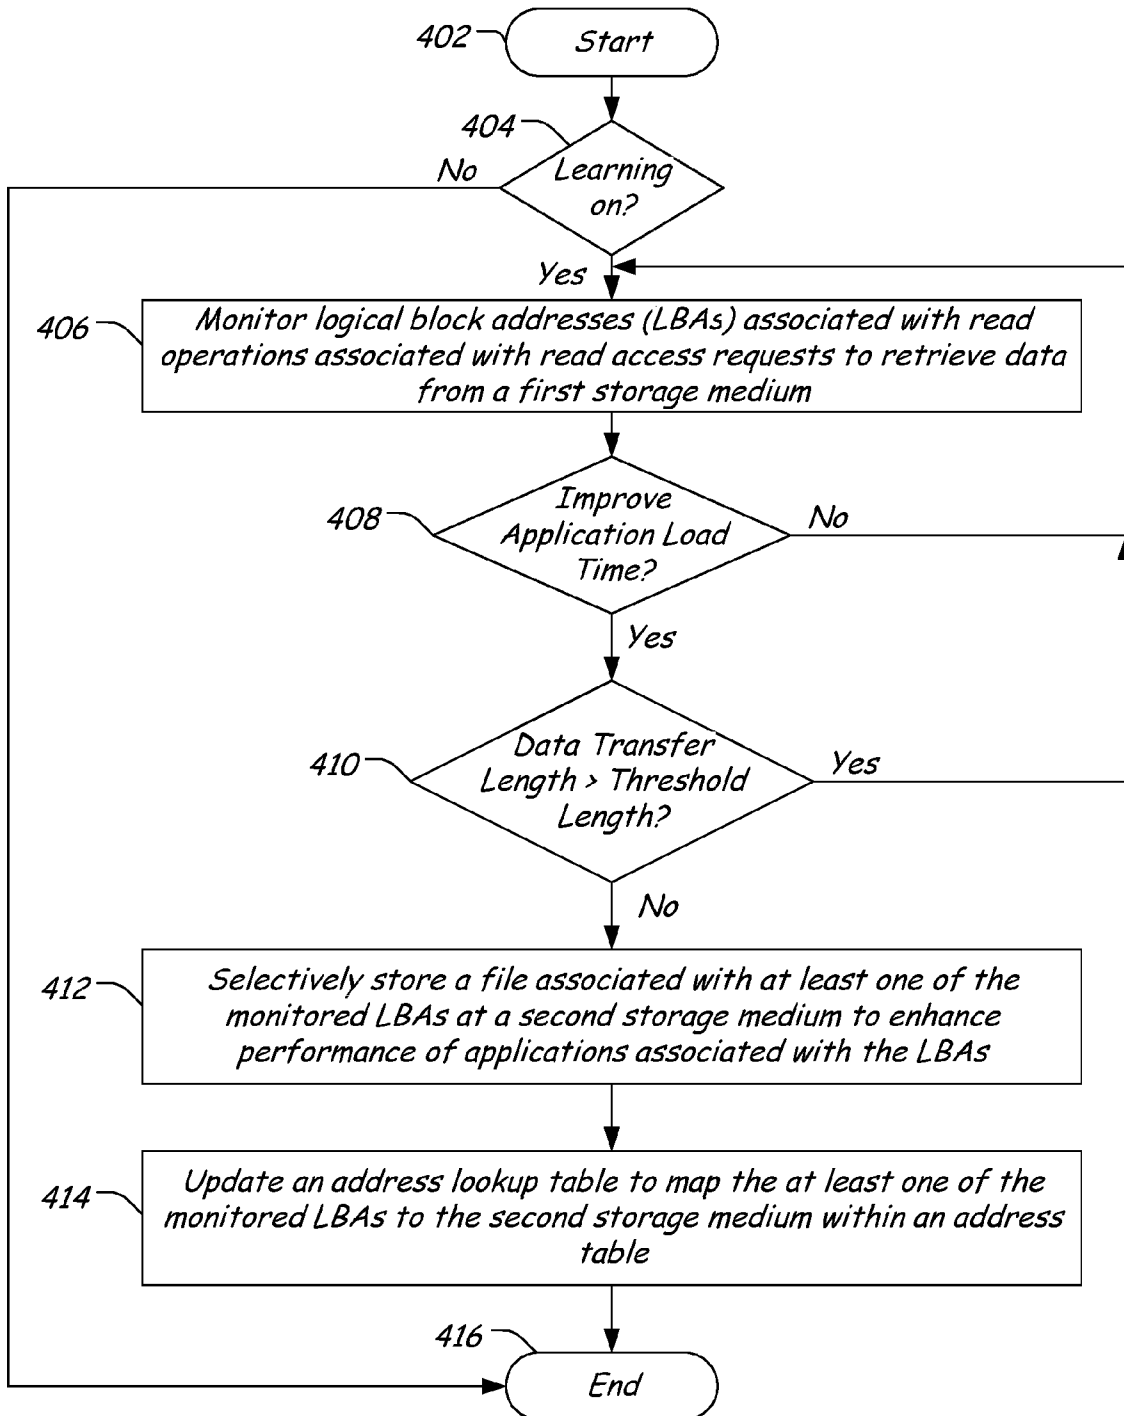 402
Start
404
No
Learning
on?
Yes
406
Monitor logical block addresses (LBAs) associated with read
operations associated with read access requests to retrieve data
from a first storage medium
408
Improve
Application Load
Time?
No
Yes
410
Data Transfer
Length > Threshold
Length?
Yes
No
412
Selectively store a file associated with at least one of the
monitored LBAs at a second storage medium to enhance
performance of applications associated with the LBAs
414
Update an address lookup table to map the at least one of the
monitored LBAs to the second storage medium within an address
table
416
End